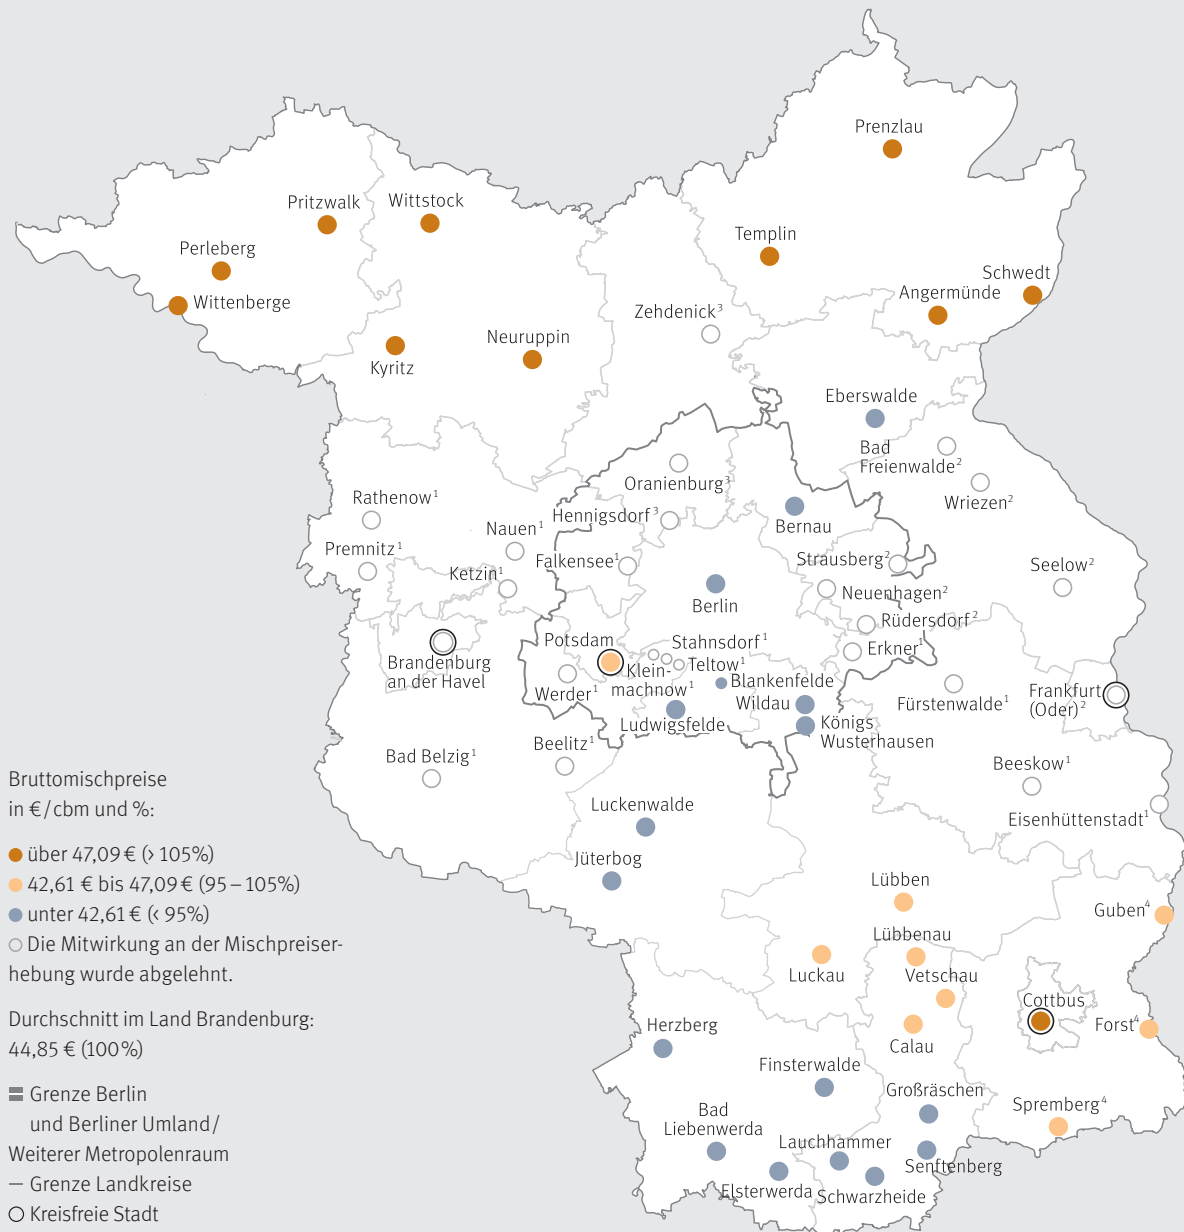 Prenzlau
Pritzwalk
Wittstock
Templin
Perleberg
Schwedt
Wittenberge
Angermünde
Zehdenick³
Neuruppin
Kyritz
Eberswalde
Bad
Freienwalde²
Oranienburg³
Wriezen²
Rathenow¹
Hennigsdorf³
Bernau
Nauen¹
Premnitz¹
Falkensee¹
Strausberg²
Seelow²
Ketzin¹
Neuenhagen²
Berlin
Rüdersdorf²
Potsdam
Stahnsdorf¹
Erkner¹
Brandenburg
an der Havel
Teltow¹
Klein-
machnow¹
Blankenfelde
Werder¹
Wildau
Fürstenwalde¹
Frankfurt
(Oder)²
Ludwigsfelde
Königs
Wusterhausen
Beelitz¹
Bad Belzig¹
Beeskow¹
Eisenhüttenstadt¹
Luckenwalde
Jüterbog
Lübben
Guben⁴
Lübbenau
Luckau
Vetschau
Cottbus
Herzberg
Calau
Forst⁴
Finsterwalde
Großräschen
Bad
Liebenwerda
Spremberg⁴
Lauchhammer
Senftenberg
Elsterwerda
Schwarzheide
Bruttomischpreise
in €/cbm und %:
über 47,09 € (> 105%)
42,61 € bis 47,09 € (95 – 105%)
unter 42,61 € (< 95%)
Die Mitwirkung an der Mischpreiser-
hebung wurde abgelehnt.
Durchschnitt im Land Brandenburg:
44,85 € (100%)
Grenze Berlin
und Berliner Umland/
Weiterer Metropolenraum
Grenze Landkreise
Kreisfreie Stadt